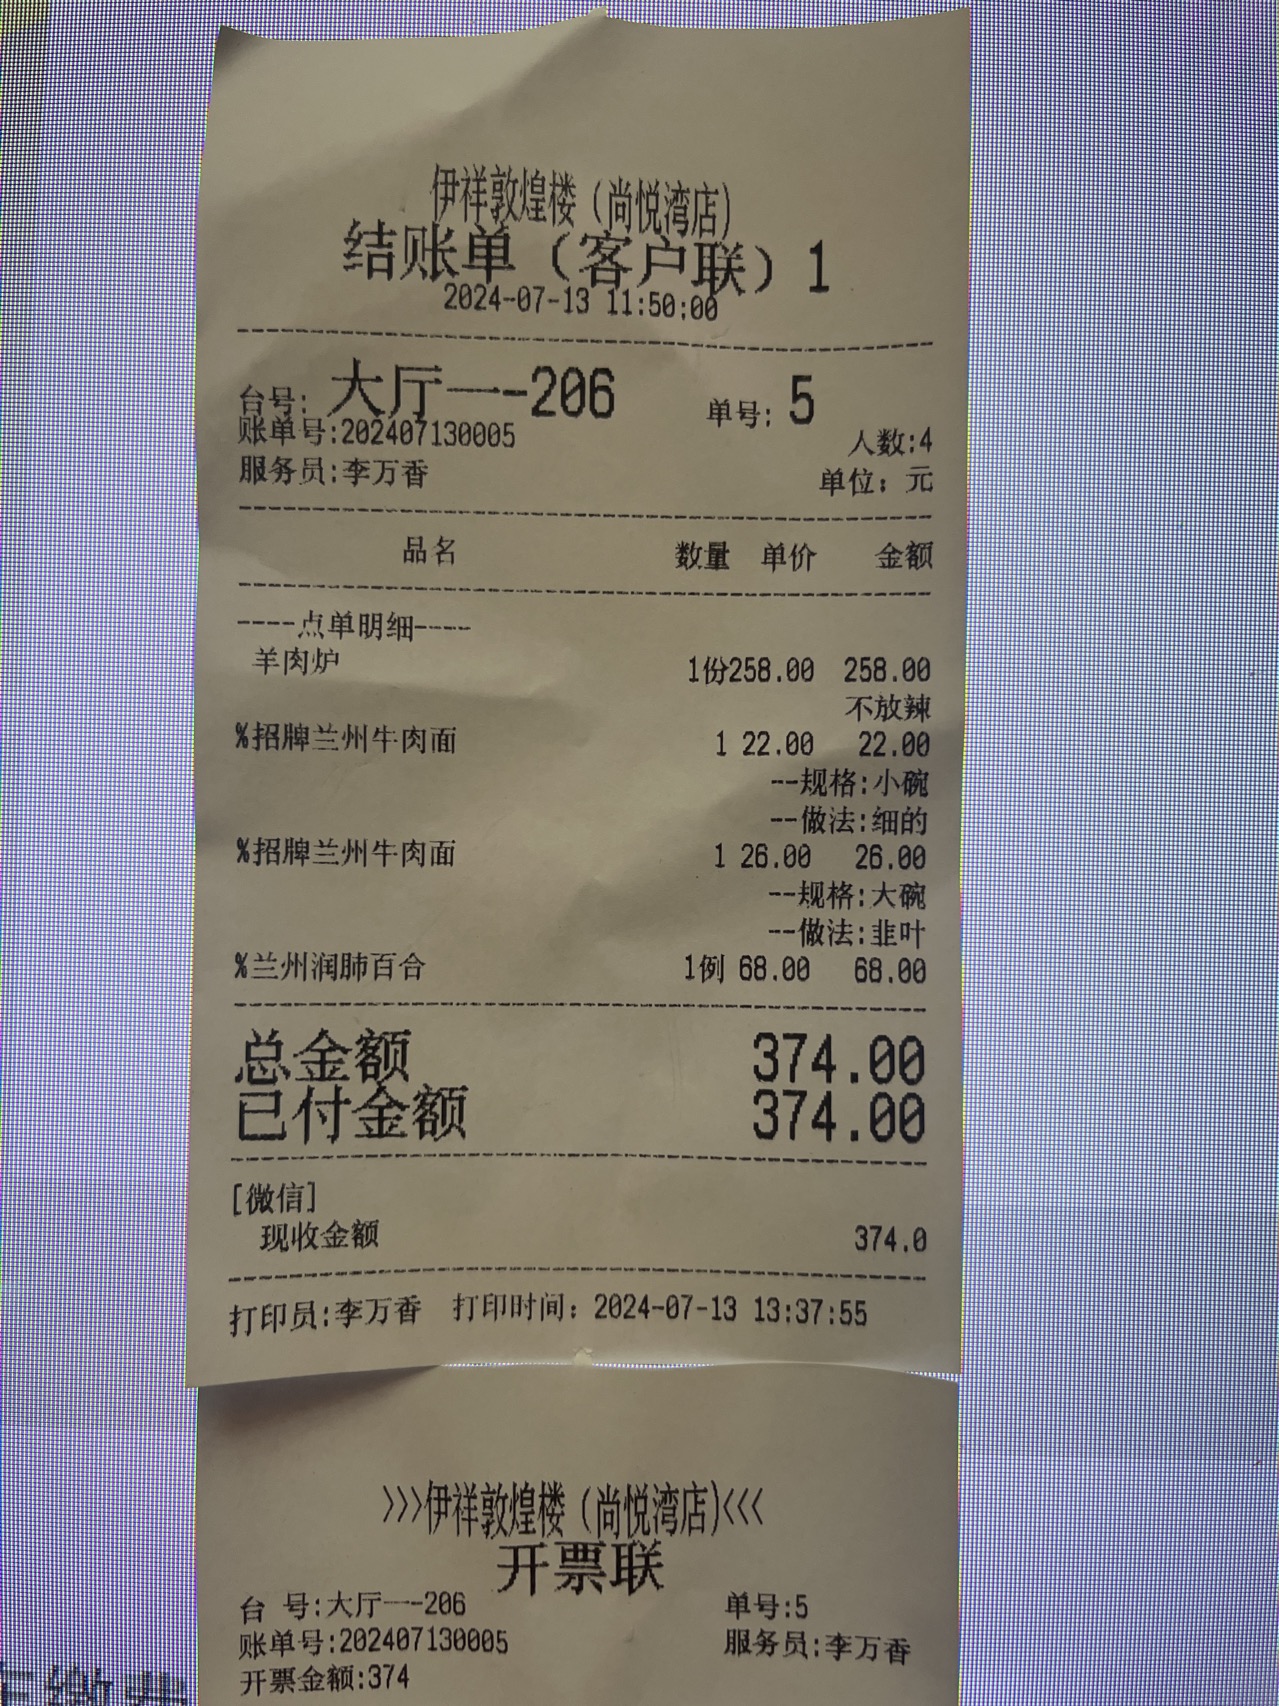 伊祥敦煌楼（尚悦湾店）
结账单（客户联）1
2024-07-13 11:50:00
台号: 大厅一-206 单号: 5
账单号:202407130005
人数:4
服务员:李万香 单位: 元
品名 数量 单价 金额
----点单明细----
羊肉炉 1份258.00 258.00
不放辣
%招牌兰州牛肉面 1 22.00 22.00
--规格:小碗
--做法:细的
%招牌兰州牛肉面 1 26.00 26.00
--规格:大碗
--做法:韭叶
%兰州润肺百合 1例 68.00 68.00
总金额 374.00
已付金额 374.00
[微信]
现收金额 374.0
打印员:李万香 打印时间: 2024-07-13 13:37:55
>>>伊祥敦煌楼（尚悦湾店)<<<
开票联
台 号:大厅一-206 单号:5
账单号:202407130005 服务员:李万香
开票金额:374